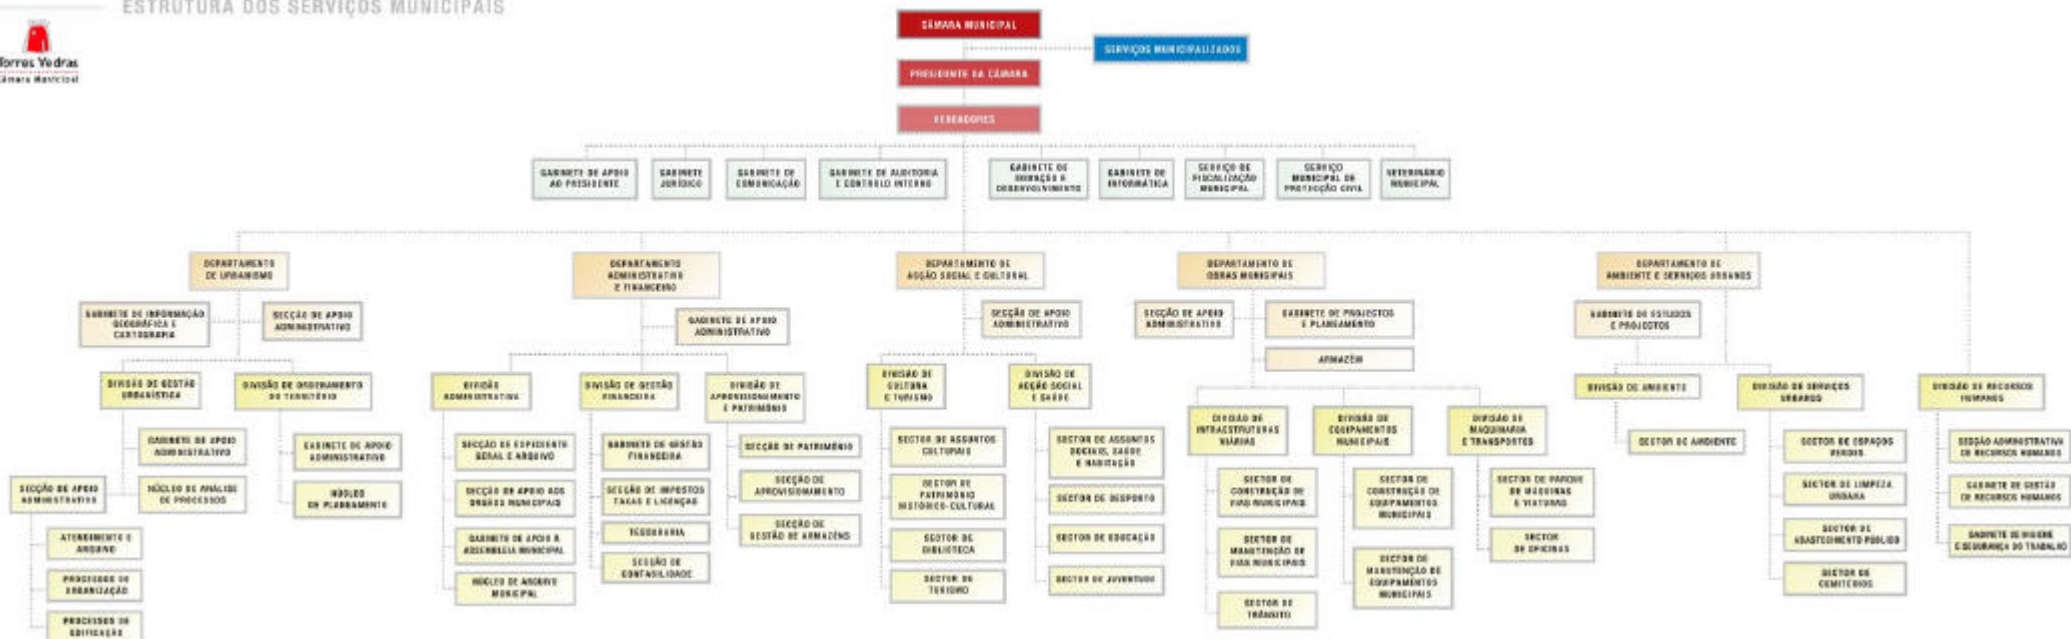 ESTRUTURA DOS SERVIÇOS MUNICIPAIS
Torres Vedras
Câmara Municipal
CÂMARA MUNICIPAL
SERVIÇOS MUNICIPALIZADOS
PRESIDENTE DA CÂMARA
VEREADORES
GABINETE DE APOIO
AO PRESIDENTE
GABINETE
JURÍDICO
GABINETE DE
COMUNICAÇÃO
GABINETE DE AUDITORIA
E CONTROLO INTERNO
GABINETE DE
INOVAÇÃO E
DESENVOLVIMENTO
GABINETE DE
INFORMÁTICA
SERVIÇO DE
FISCALIZAÇÃO
MUNICIPAL
SERVIÇO
MUNICIPAL DE
PROTECÇÃO CIVIL
VETERINÁRIO
MUNICIPAL
DEPARTAMENTO
DE URBANISMO
GABINETE DE INFORMAÇÃO
GEOGRÁFICA E
CARTOGRAFIA
SECÇÃO DE APOIO
ADMINISTRATIVO
DIVISÃO DE GESTÃO
URBANÍSTICA
GABINETE DE APOIO
ADMINISTRATIVO
NÚCLEO DE ANÁLISE
DE PROCESSOS
SECÇÃO DE APOIO
ADMINISTRATIVO
ATENDIMENTO E
ARQUIVO
PROCESSOS DE
URBANIZAÇÃO
PROCESSOS DE
EDIFICAÇÃO
DIVISÃO DE ORDENAMENTO
DO TERRITÓRIO
GABINETE DE APOIO
ADMINISTRATIVO
NÚCLEO
DE PLANEAMENTO
DEPARTAMENTO
ADMINISTRATIVO
E FINANCEIRO
GABINETE DE APOIO
ADMINISTRATIVO
DIVISÃO
ADMINISTRATIVA
SECÇÃO DE EXPEDIENTE
GERAL E ARQUIVO
SECÇÃO DE APOIO AOS
ÓRGÃOS MUNICIPAIS
GABINETE DE APOIO À
ASSEMBLEIA MUNICIPAL
NÚCLEO DE ARQUIVO
MUNICIPAL
DIVISÃO DE GESTÃO
FINANCEIRA
GABINETE DE GESTÃO
FINANCEIRA
SECÇÃO DE IMPOSTOS
TAXAS E LICENÇAS
TESOURARIA
SECÇÃO DE
CONTABILIDADE
DIVISÃO DE
APROVISIONAMENTO
E PATRIMÓNIO
SECÇÃO DE PATRIMÓNIO
SECÇÃO DE
APROVISIONAMENTO
SECÇÃO DE
GESTÃO DE ARMAZÉNS
DEPARTAMENTO DE
ACÇÃO SOCIAL E CULTURAL
SECÇÃO DE APOIO
ADMINISTRATIVO
DIVISÃO DE
CULTURA
E TURISMO
SECTOR DE ASSUNTOS
CULTURAIS
SECTOR DE
PATRIMÓNIO
HISTÓRICO-CULTURAL
SECTOR DE
BIBLIOTECA
SECTOR DE
TURISMO
DIVISÃO DE
ACÇÃO SOCIAL
E SAÚDE
SECTOR DE ASSUNTOS
SOCIAIS, SAÚDE
E HABITAÇÃO
SECTOR DE DESPORTO
SECTOR DE EDUCAÇÃO
SECTOR DE JUVENTUDE
DEPARTAMENTO DE
OBRAS MUNICIPAIS
SECÇÃO DE APOIO
ADMINISTRATIVO
GABINETE DE PROJECTOS
E PLANEAMENTO
ARMAZÉM
DIVISÃO DE
INFRAESTRUTURAS
VIÁRIAS
SECTOR DE
CONSTRUÇÃO DE
VIAS MUNICIPAIS
SECTOR DE
MANUTENÇÃO DE
VIAS MUNICIPAIS
SECTOR DE
TRÂNSITO
DIVISÃO DE
EQUIPAMENTOS
MUNICIPAIS
SECTOR DE
CONSTRUÇÃO DE
EQUIPAMENTOS
MUNICIPAIS
SECTOR DE
MANUTENÇÃO DE
EQUIPAMENTOS
MUNICIPAIS
DIVISÃO DE
MAQUINARIA
E TRANSPORTES
SECTOR DE PARQUE
DE MÁQUINAS
E VIATURAS
SECTOR
DE OFICINAS
DEPARTAMENTO DE
AMBIENTE E SERVIÇOS URBANOS
GABINETE DE ESTUDOS
E PROJECTOS
DIVISÃO DE AMBIENTE
SECTOR DE AMBIENTE
DIVISÃO DE SERVIÇOS
URBANOS
SECTOR DE ESPAÇOS
VERDES
SECTOR DE LIMPEZA
URBANA
SECTOR DE
ABASTECIMENTO PÚBLICO
SECTOR DE
CEMITÉRIOS
DIVISÃO DE RECURSOS
HUMANOS
SECÇÃO ADMINISTRATIVA
DE RECURSOS HUMANOS
GABINETE DE GESTÃO
DE RECURSOS HUMANOS
GABINETE DE HIGIENE
E SEGURANÇA DO TRABALHO